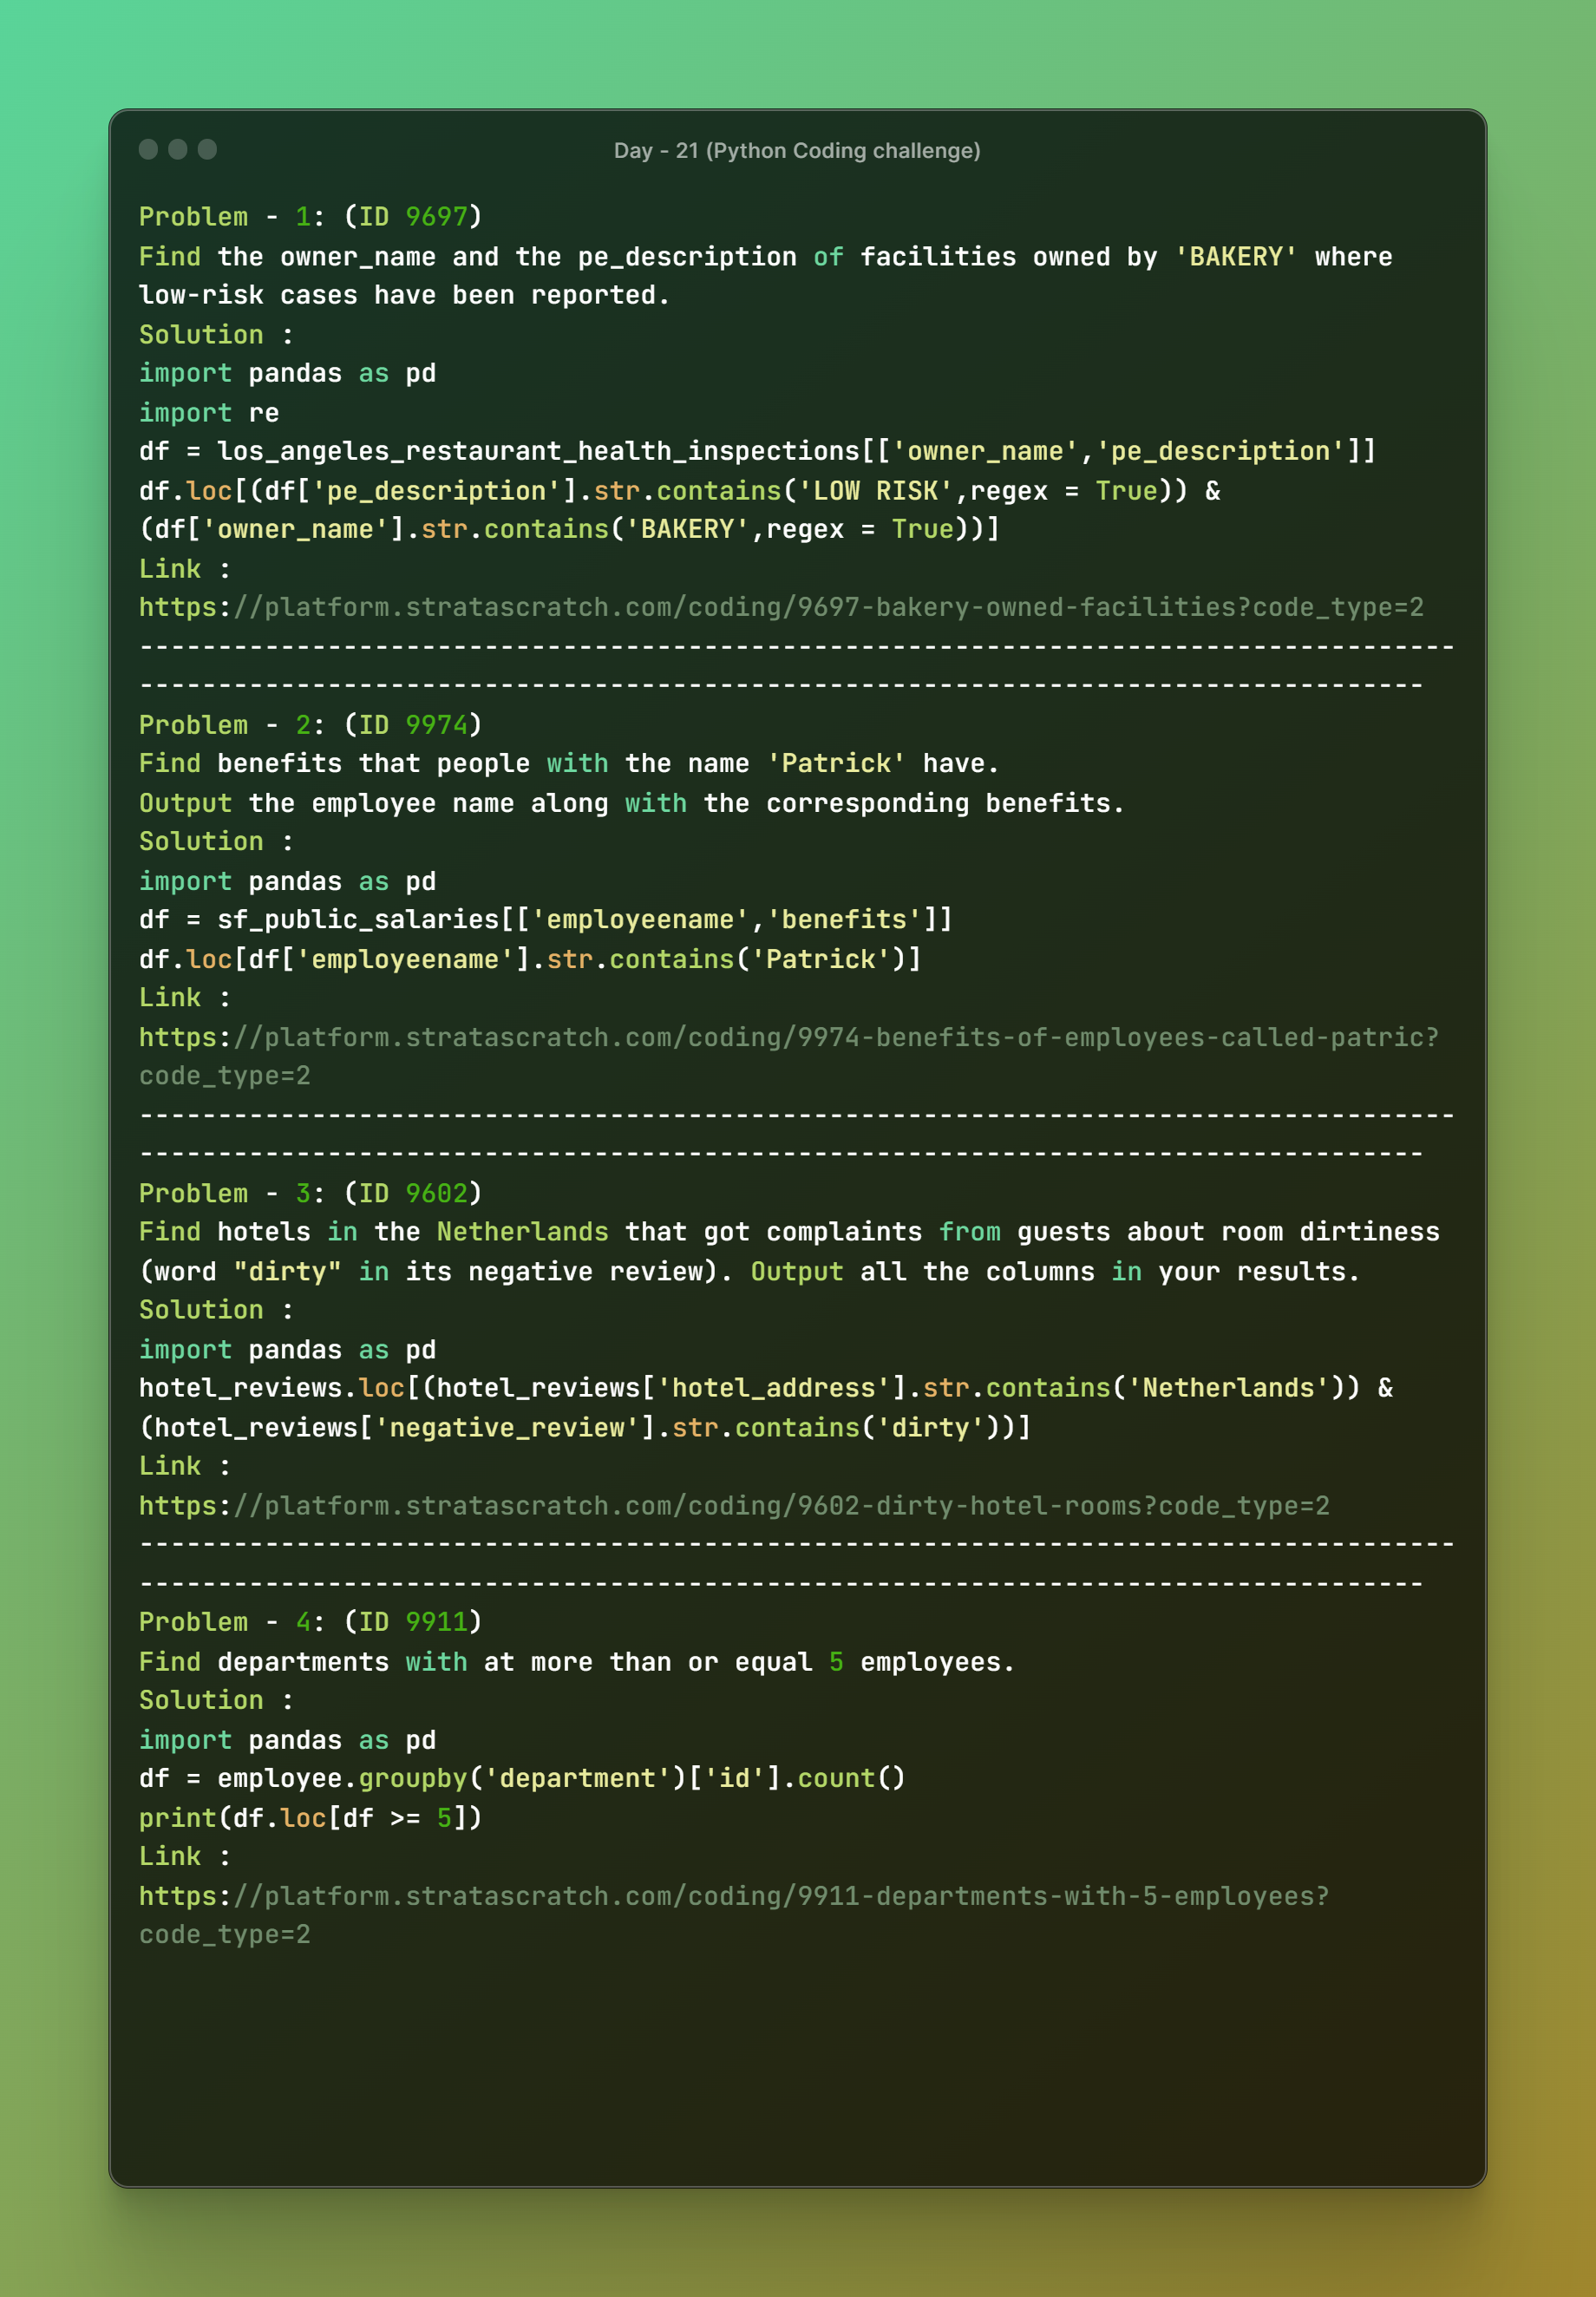 Day - 21 (Python Coding challenge)
Problem - 1: (ID 9697)
Find the owner_name and the pe_description of facilities owned by 'BAKERY' where
low-risk cases have been reported.
Solution :
import pandas as pd
import re
df = los_angeles_restaurant_health_inspections[['owner_name','pe_description']]
df.loc[(df['pe_description'].str.contains('LOW RISK',regex = True)) &
(df['owner_name'].str.contains('BAKERY',regex = True))]
Link :
https://platform.stratascratch.com/coding/9697-bakery-owned-facilities?code_type=2
------------------------------------------------------------------------------------
----------------------------------------------------------------------------------
Problem - 2: (ID 9974)
Find benefits that people with the name 'Patrick' have.
Output the employee name along with the corresponding benefits.
Solution :
import pandas as pd
df = sf_public_salaries[['employeename','benefits']]
df.loc[df['employeename'].str.contains('Patrick')]
Link :
https://platform.stratascratch.com/coding/9974-benefits-of-employees-called-patric?
code_type=2
------------------------------------------------------------------------------------
----------------------------------------------------------------------------------
Problem - 3: (ID 9602)
Find hotels in the Netherlands that got complaints from guests about room dirtiness
(word "dirty" in its negative review). Output all the columns in your results.
Solution :
import pandas as pd
hotel_reviews.loc[(hotel_reviews['hotel_address'].str.contains('Netherlands')) &
(hotel_reviews['negative_review'].str.contains('dirty'))]
Link :
https://platform.stratascratch.com/coding/9602-dirty-hotel-rooms?code_type=2
------------------------------------------------------------------------------------
----------------------------------------------------------------------------------
Problem - 4: (ID 9911)
Find departments with at more than or equal 5 employees.
Solution :
import pandas as pd
df = employee.groupby('department')['id'].count()
print(df.loc[df >= 5])
Link :
https://platform.stratascratch.com/coding/9911-departments-with-5-employees?
code_type=2